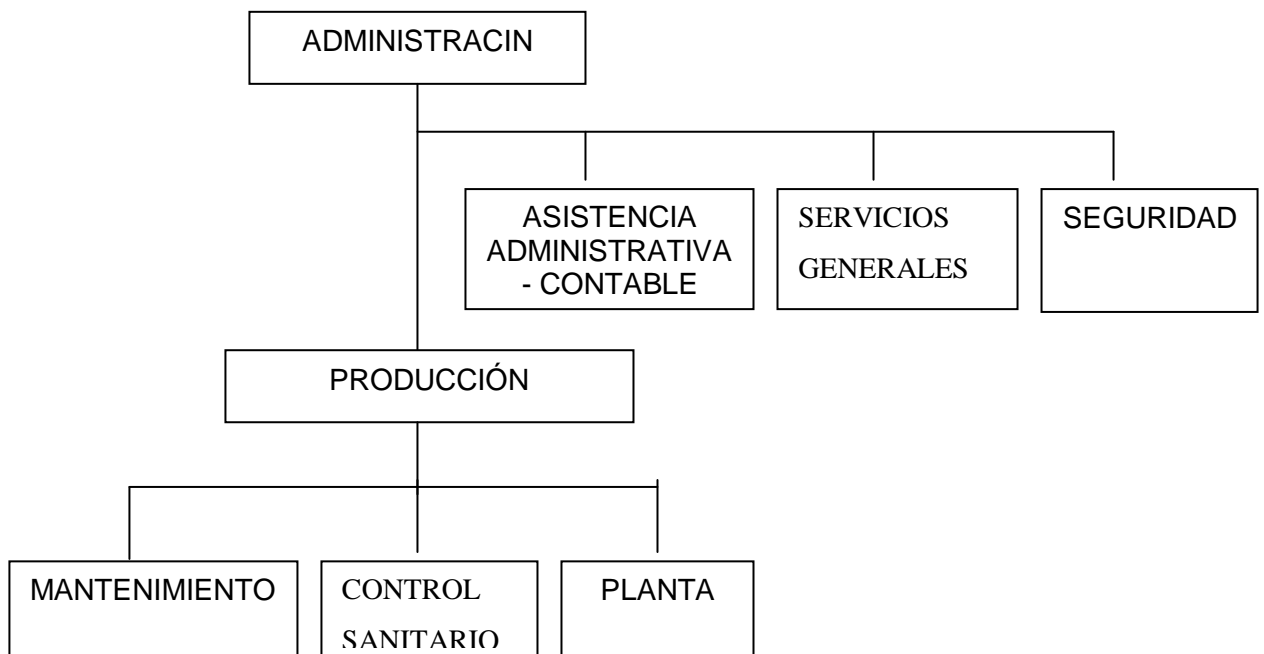 ADMINISTRACIN
ASISTENCIA
ADMINISTRATIVA
- CONTABLE
SERVICIOS
GENERALES
SEGURIDAD
PRODUCCIÓN
MANTENIMIENTO
CONTROL
SANITARIO
PLANTA